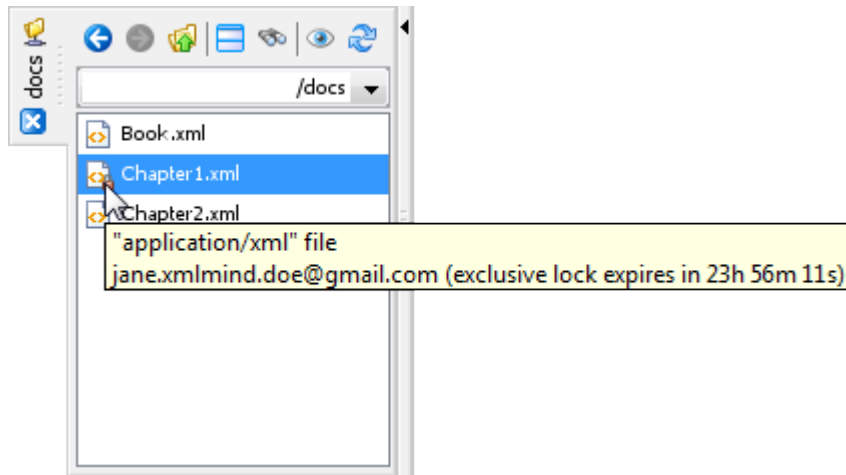 docs
/docs
Book.xml
Chapter1.xml
Chapter2.xml
"application/xml" file
jane.xmlmind.doe@gmail.com (exclusive lock expires in 23h 56m 11s)